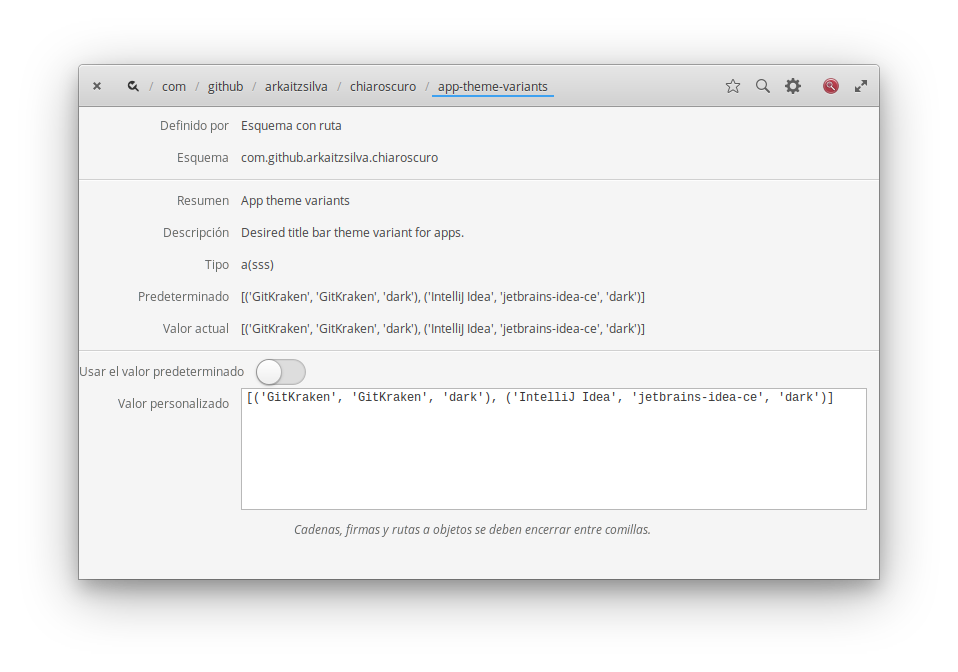 / com / github / arkaitzsilva / chiaroscuro / app-theme-variants
Definido por Esquema con ruta
Esquema com.github.arkaitzsilva.chiaroscuro
Resumen App theme variants
Descripción Desired title bar theme variant for apps.
Tipo a(sss)
Predeterminado [('GitKraken', 'GitKraken', 'dark'), ('IntelliJ Idea', 'jetbrains-idea-ce', 'dark')]
Valor actual [('GitKraken', 'GitKraken', 'dark'), ('IntelliJ Idea', 'jetbrains-idea-ce', 'dark')]
Usar el valor predeterminado
Valor personalizado [('GitKraken', 'GitKraken', 'dark'), ('IntelliJ Idea', 'jetbrains-idea-ce', 'dark')]
Cadenas, firmas y rutas a objetos se deben encerrar entre comillas.